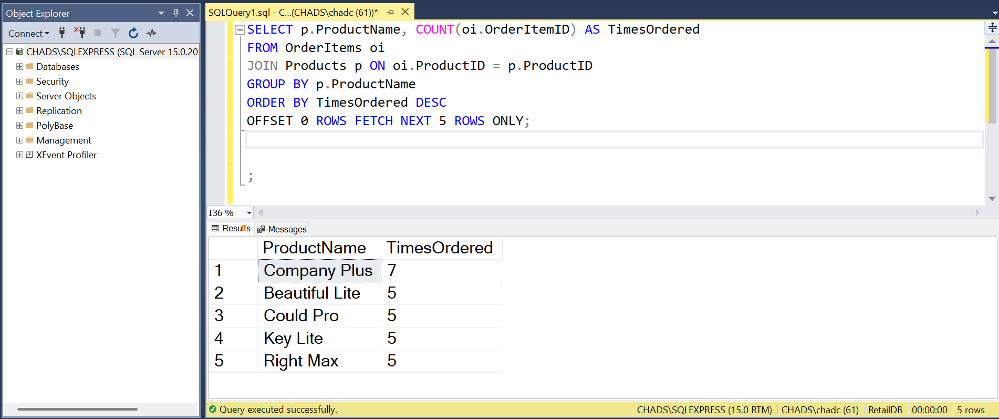 Object Explorer
Connect
CHADS\SQLEXPRESS (SQL Server 15.0.20
Databases
Security
Server Objects
Replication
PolyBase
Management
XEvent Profiler
SQLQuery1.sql - C...(CHADS\chadc (61))*
SELECT p.ProductName, COUNT(oi.OrderItemID) AS TimesOrdered
FROM OrderItems oi
JOIN Products p ON oi.ProductID = p.ProductID
GROUP BY p.ProductName
ORDER BY TimesOrdered DESC
OFFSET 0 ROWS FETCH NEXT 5 ROWS ONLY;
;
136 %
Results Messages
ProductName TimesOrdered
1 Company Plus 7
2 Beautiful Lite 5
3 Could Pro 5
4 Key Lite 5
5 Right Max 5
Query executed successfully. CHADS\SQLEXPRESS (15.0 RTM) CHADS\chadc (61) RetailDB 00:00:00 5 rows